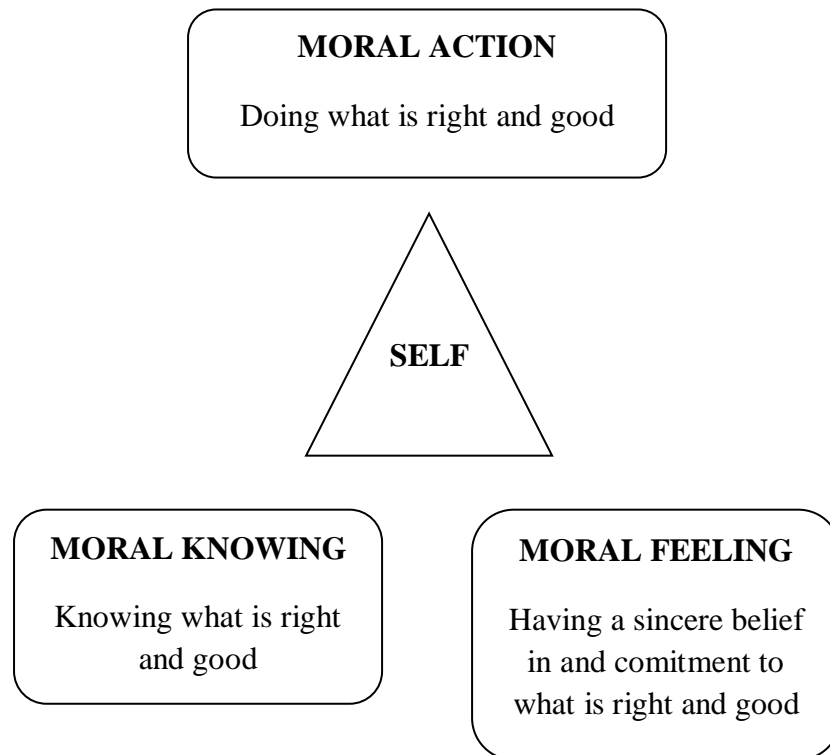 MORAL ACTION
Doing what is right and good
SELF
MORAL KNOWING
Knowing what is right
and good
MORAL FEELING
Having a sincere belief
in and comitment to
what is right and good